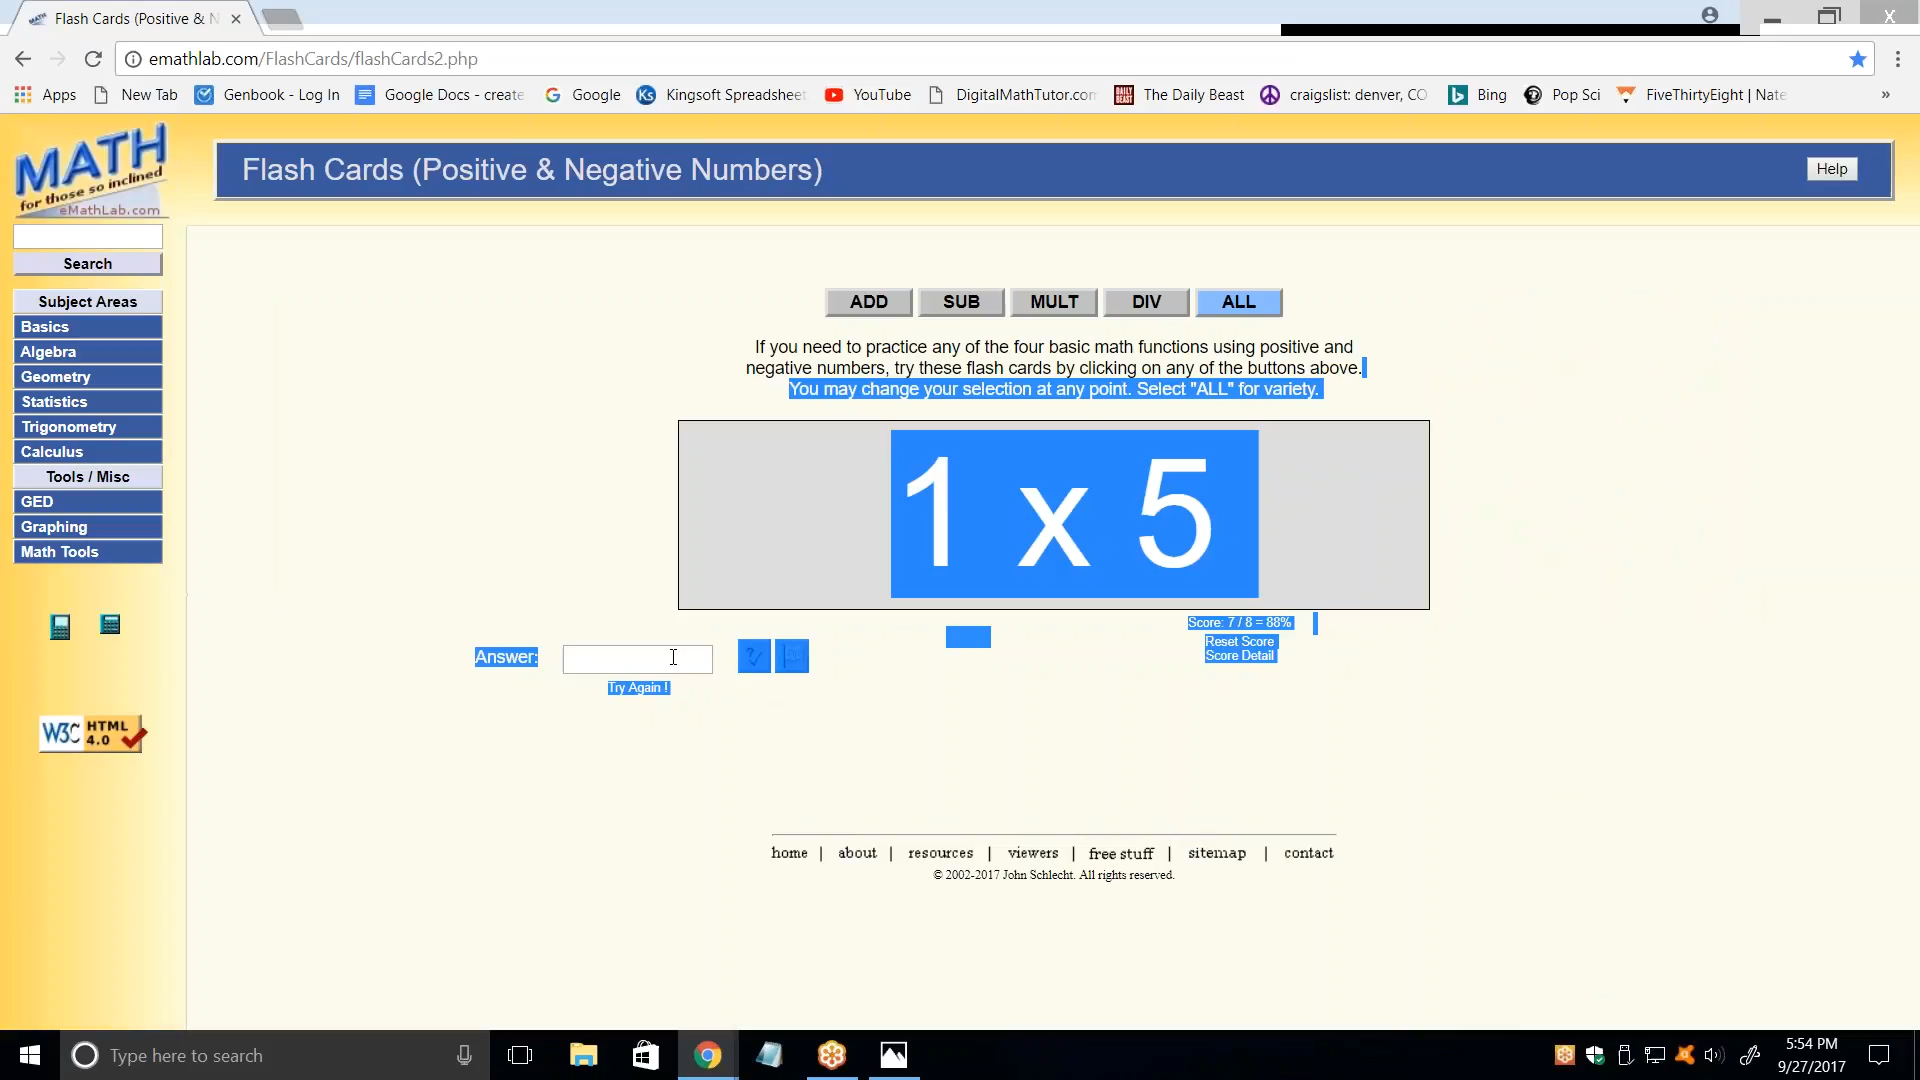 Flash Cards (Positive & N
emathlab.com/FlashCards/flashCards2.php
Apps New Tab Genbook - Log In Google Docs - create Google Kingsoft Spreadsheet YouTube DigitalMathTutor.com The Daily Beast craigslist: denver, CO Bing Pop Sci FiveThirtyEight | Nate »
MATH
for those so inclined
eMathLab.com
Flash Cards (Positive & Negative Numbers)
Help
Search
Subject Areas
Basics
Algebra
Geometry
Statistics
Trigonometry
Calculus
Tools / Misc
GED
Graphing
Math Tools
W3C HTML 4.0
ADD SUB MULT DIV ALL
If you need to practice any of the four basic math functions using positive and
negative numbers, try these flash cards by clicking on any of the buttons above.
You may change your selection at any point. Select "ALL" for variety.
1 x 5
Score: 7 / 8 = 88%
Reset Score
Score Detail
Answer:
Try Again !
home | about | resources | viewers | free stuff | sitemap | contact
© 2002-2017 John Schlecht. All rights reserved.
Type here to search
5:54 PM
9/27/2017